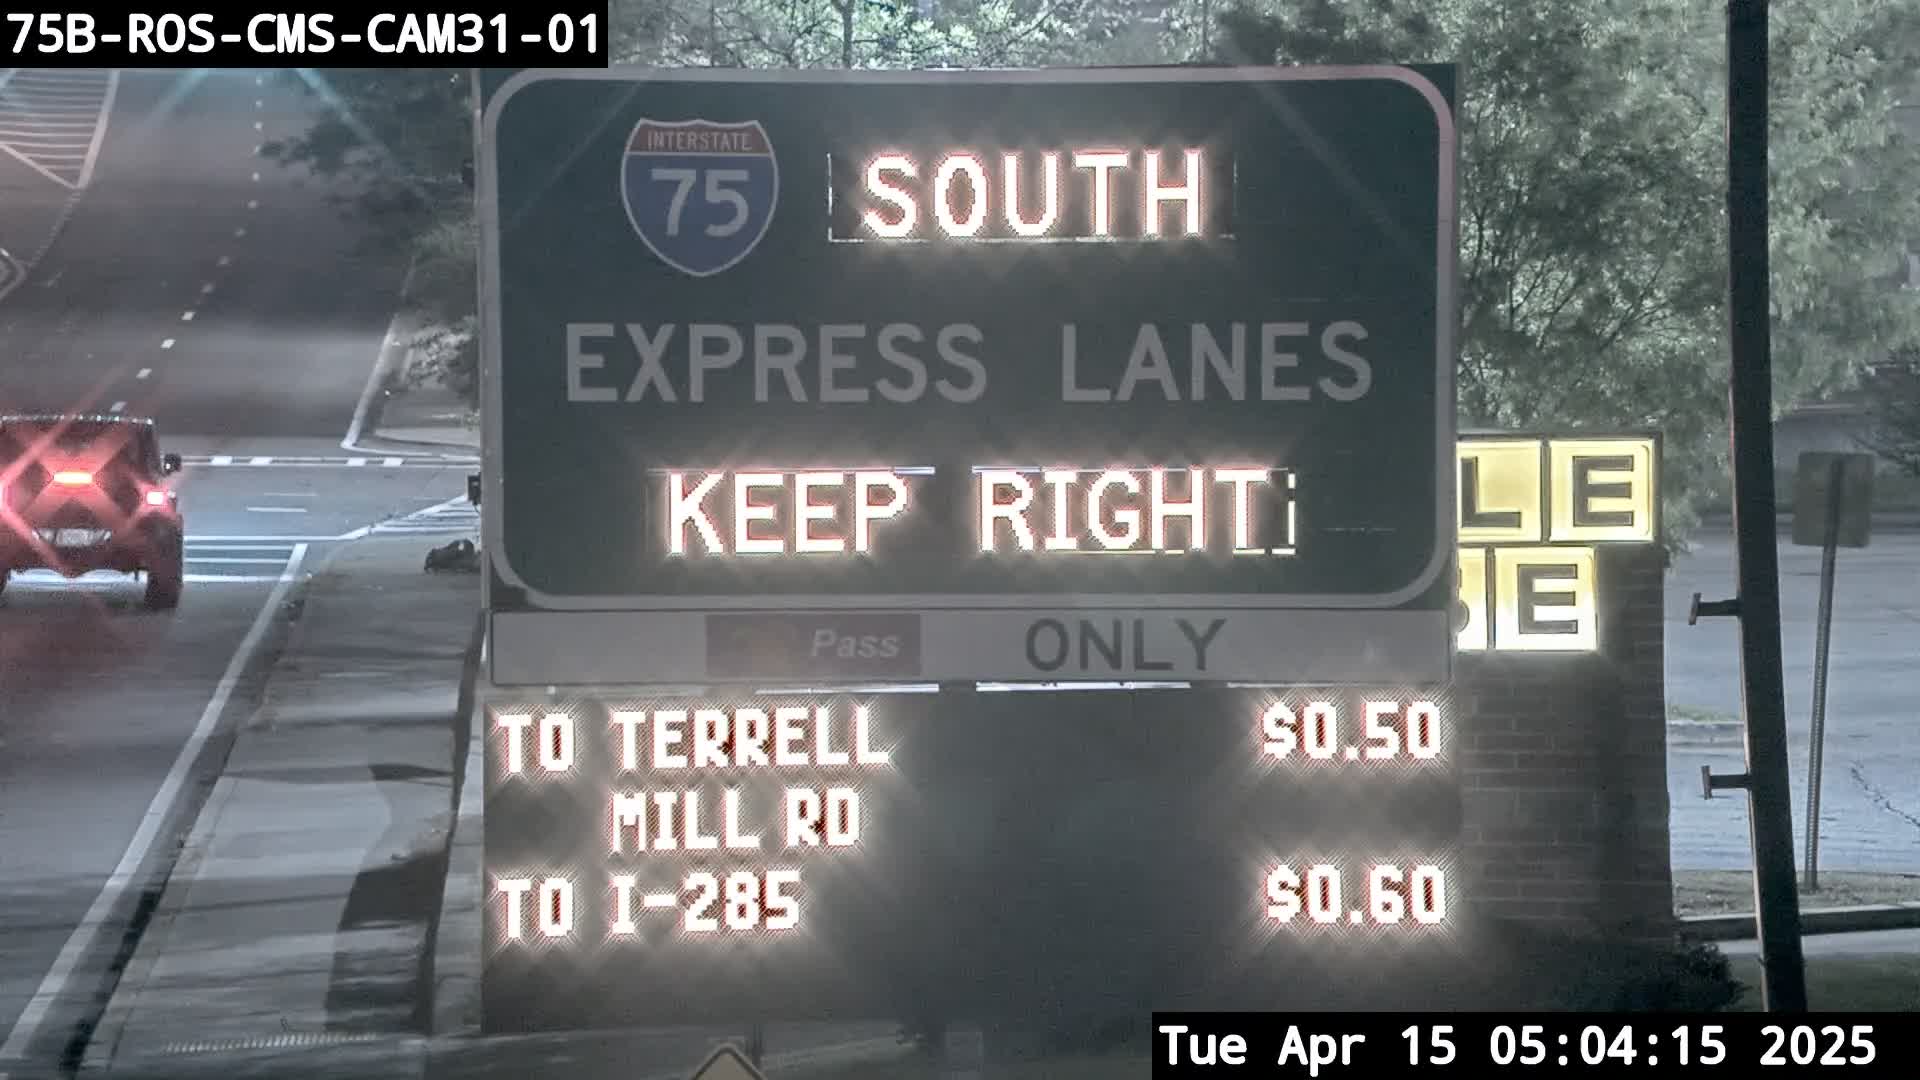 75B-ROS-CMS-CAM31-01
INTERSTATE
75
SOUTH
EXPRESS LANES
KEEP RIGHT
Pass ONLY
TO TERRELL $0.50
MILL RD
TO I-285 $0.60
LE
E
Tue Apr 15 05:04:15 2025